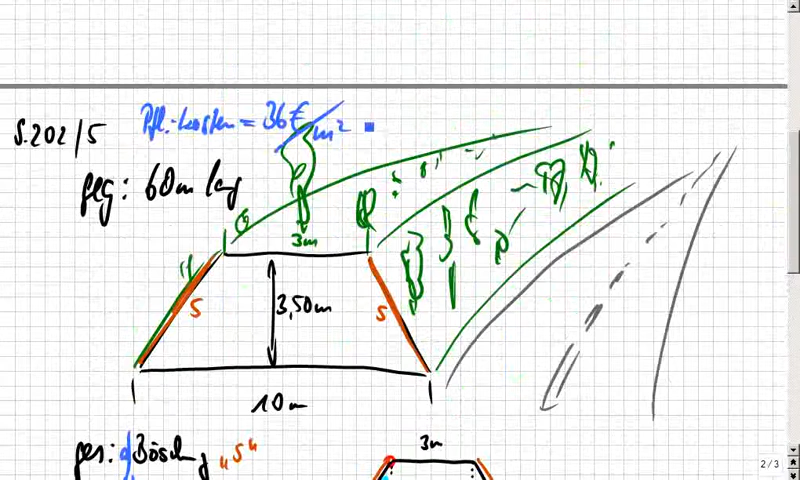 S.202/5
Pfl.-kosten = 36 €/m²
geg: 60m lang
3m
s
3,50m
s
10m
ges: a) Böschung "s"
3m
2/3